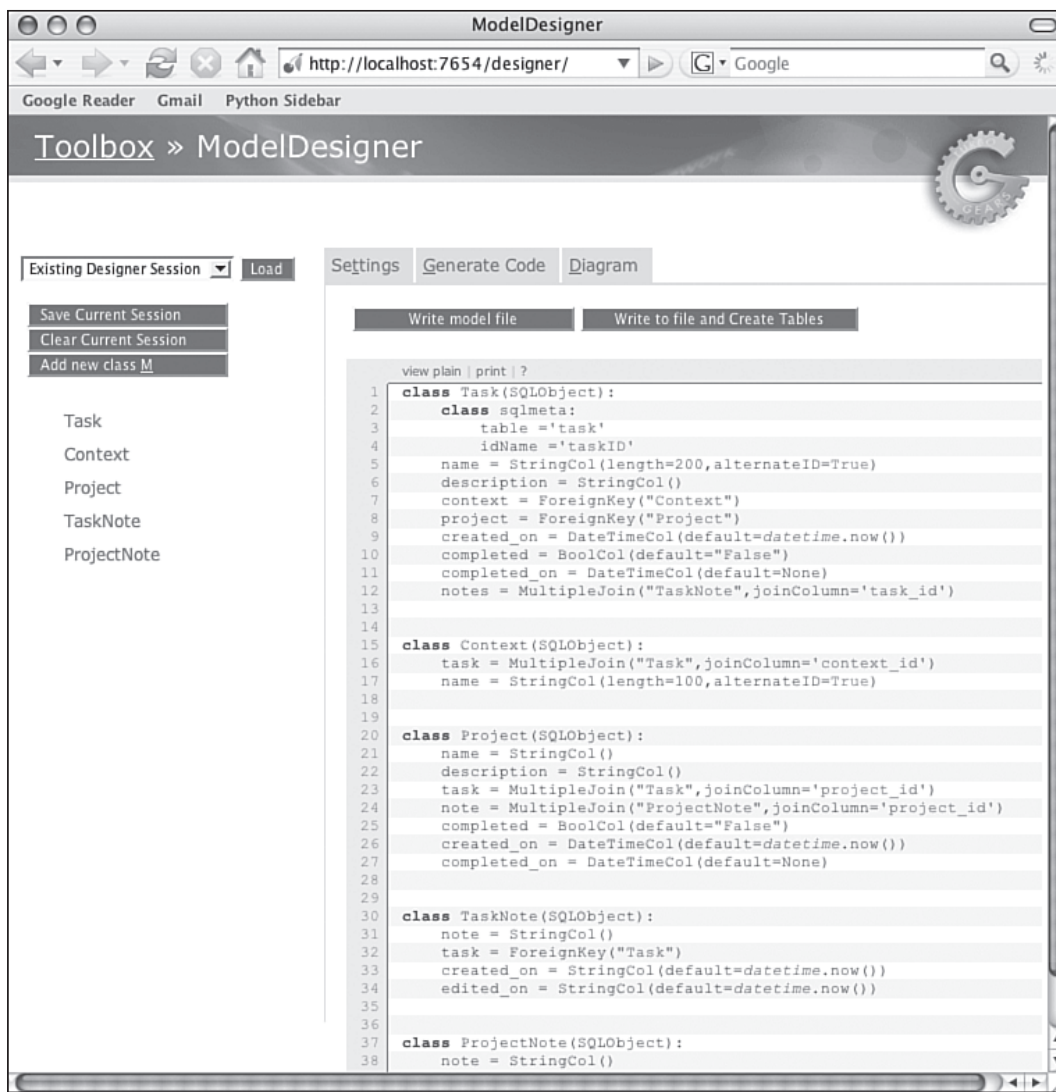 ModelDesigner
http://localhost:7654/designer/
G Google
Google Reader Gmail Python Sidebar
Toolbox » ModelDesigner
GEARS
Existing Designer Session Load
Save Current Session
Clear Current Session
Add new class M
Task
Context
Project
TaskNote
ProjectNote
Settings Generate Code Diagram
Write model file Write to file and Create Tables
view plain | print | ?
1 class Task(SQLObject):
2 class sqlmeta:
3 table ='task'
4 idName ='taskID'
5 name = StringCol(length=200,alternateID=True)
6 description = StringCol()
7 context = ForeignKey("Context")
8 project = ForeignKey("Project")
9 created_on = DateTimeCol(default=datetime.now())
10 completed = BoolCol(default="False")
11 completed_on = DateTimeCol(default=None)
12 notes = MultipleJoin("TaskNote",joinColumn='task_id')
13
14
15 class Context(SQLObject):
16 task = MultipleJoin("Task",joinColumn='context_id')
17 name = StringCol(length=100,alternateID=True)
18
19
20 class Project(SQLObject):
21 name = StringCol()
22 description = StringCol()
23 task = MultipleJoin("Task",joinColumn='project_id')
24 note = MultipleJoin("ProjectNote",joinColumn='project_id')
25 completed = BoolCol(default="False")
26 created_on = DateTimeCol(default=datetime.now())
27 completed_on = DateTimeCol(default=None)
28
29
30 class TaskNote(SQLObject):
31 note = StringCol()
32 task = ForeignKey("Task")
33 created_on = StringCol(default=datetime.now())
34 edited_on = StringCol(default=datetime.now())
35
36
37 class ProjectNote(SQLObject):
38 note = StringCol()